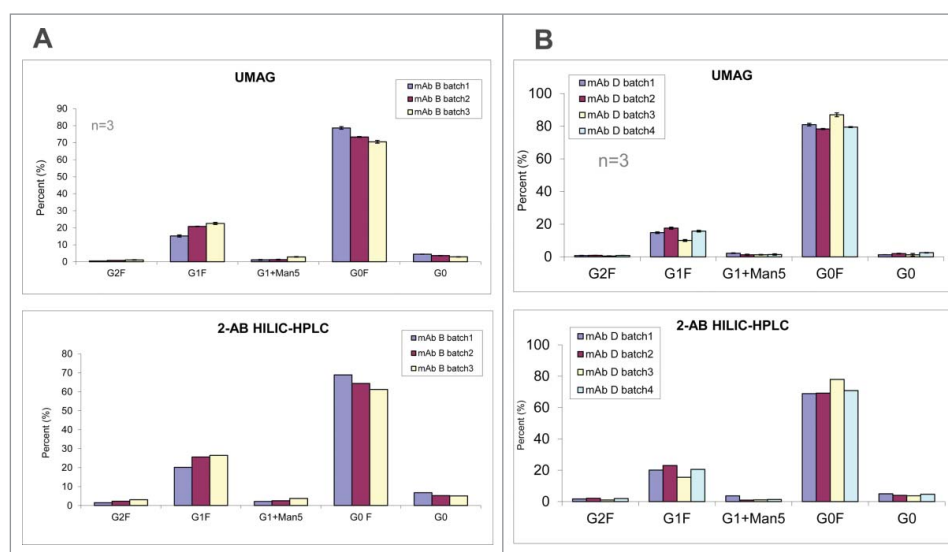 A
UMAG
mAb B batch1
mAb B batch2
mAb B batch3
n=3
Percent (%)
90
80
70
60
50
40
30
20
10
0
G2F
G1F
G1+Man5
G0F
G0
2-AB HILIC-HPLC
mAb B batch1
mAb B batch2
mAb B batch3
Percent (%)
80
70
60
50
40
30
20
10
0
G2F
G1F
G1+Man5
G0 F
G0
B
UMAG
mAb D batch1
mAb D batch2
mAb D batch3
mAb D batch4
n=3
Percent (%)
100
80
60
40
20
0
G2F
G1F
G1+Man5
G0F
G0
2-AB HILIC-HPLC
mAb D batch1
mAb D batch2
mAb D batch3
mAb D batch4
Percent (%)
100
80
60
40
20
0
G2F
G1F
G1+Man5
G0F
G0